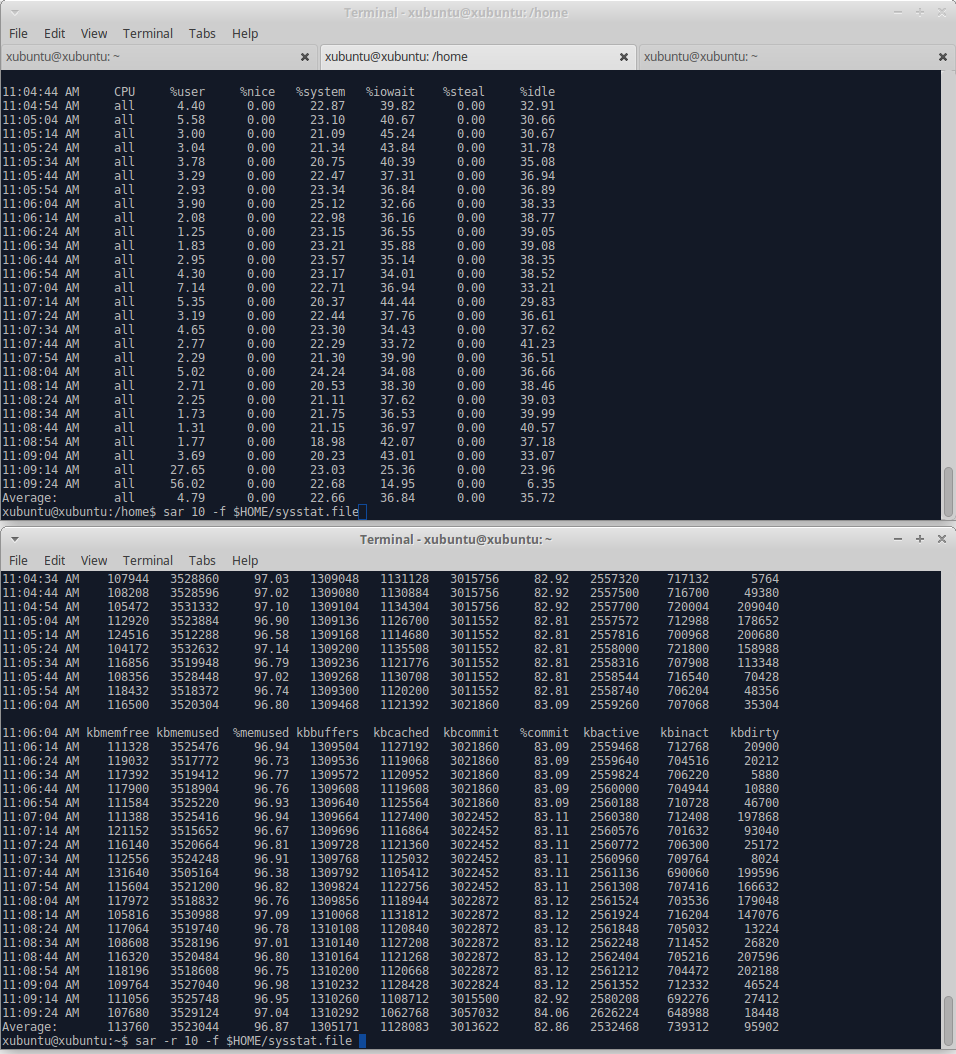 Terminal - xubuntu@xubuntu: /home
File Edit View Terminal Tabs Help
xubuntu@xubuntu: ~ xubuntu@xubuntu: /home xubuntu@xubuntu: ~
11:04:44 AM CPU %user %nice %system %iowait %steal %idle
11:04:54 AM all 4.40 0.00 22.87 39.82 0.00 32.91
11:05:04 AM all 5.58 0.00 23.10 40.67 0.00 30.66
11:05:14 AM all 3.00 0.00 21.09 45.24 0.00 30.67
11:05:24 AM all 3.04 0.00 21.34 43.84 0.00 31.78
11:05:34 AM all 3.78 0.00 20.75 40.39 0.00 35.08
11:05:44 AM all 3.29 0.00 22.47 37.31 0.00 36.94
11:05:54 AM all 2.93 0.00 23.34 36.84 0.00 36.89
11:06:04 AM all 3.90 0.00 25.12 32.66 0.00 38.33
11:06:14 AM all 2.08 0.00 22.98 36.16 0.00 38.77
11:06:24 AM all 1.25 0.00 23.15 36.55 0.00 39.05
11:06:34 AM all 1.83 0.00 23.21 35.88 0.00 39.08
11:06:44 AM all 2.95 0.00 23.57 35.14 0.00 38.35
11:06:54 AM all 4.30 0.00 23.17 34.01 0.00 38.52
11:07:04 AM all 7.14 0.00 22.71 36.94 0.00 33.21
11:07:14 AM all 5.35 0.00 20.37 44.44 0.00 29.83
11:07:24 AM all 3.19 0.00 22.44 37.76 0.00 36.61
11:07:34 AM all 4.65 0.00 23.30 34.43 0.00 37.62
11:07:44 AM all 2.77 0.00 22.29 33.72 0.00 41.23
11:07:54 AM all 2.29 0.00 21.30 39.90 0.00 36.51
11:08:04 AM all 5.02 0.00 24.24 34.08 0.00 36.66
11:08:14 AM all 2.71 0.00 20.53 38.30 0.00 38.46
11:08:24 AM all 2.25 0.00 21.11 37.62 0.00 39.03
11:08:34 AM all 1.73 0.00 21.75 36.53 0.00 39.99
11:08:44 AM all 1.31 0.00 21.15 36.97 0.00 40.57
11:08:54 AM all 1.77 0.00 18.98 42.07 0.00 37.18
11:09:04 AM all 3.69 0.00 20.23 43.01 0.00 33.07
11:09:14 AM all 27.65 0.00 23.03 25.36 0.00 23.96
11:09:24 AM all 56.02 0.00 22.68 14.95 0.00 6.35
Average: all 4.79 0.00 22.66 36.84 0.00 35.72
xubuntu@xubuntu:/home$ sar 10 -f $HOME/sysstat.file
Terminal - xubuntu@xubuntu: ~
File Edit View Terminal Tabs Help
11:04:34 AM 107944 3528860 97.03 1309048 1131128 3015756 82.92 2557320 717132 5764
11:04:44 AM 108208 3528596 97.02 1309080 1130884 3015756 82.92 2557500 716700 49380
11:04:54 AM 105472 3531332 97.10 1309104 1134304 3015756 82.92 2557700 720004 209040
11:05:04 AM 112920 3523884 96.90 1309136 1126700 3011552 82.81 2557572 712988 178652
11:05:14 AM 124516 3512288 96.58 1309168 1114680 3011552 82.81 2557816 700968 200680
11:05:24 AM 104172 3532632 97.14 1309200 1135508 3011552 82.81 2558000 721800 158988
11:05:34 AM 116856 3519948 96.79 1309236 1121776 3011552 82.81 2558316 707908 113348
11:05:44 AM 108356 3528448 97.02 1309268 1130708 3011552 82.81 2558544 716540 70428
11:05:54 AM 118432 3518372 96.74 1309300 1120200 3011552 82.81 2558740 706204 48356
11:06:04 AM 116500 3520304 96.80 1309468 1121392 3021860 83.09 2559260 707068 35304
11:06:04 AM kbmemfree kbmemused %memused kbbuffers kbcached kbcommit %commit kbactive kbinact kbdirty
11:06:14 AM 111328 3525476 96.94 1309504 1127192 3021860 83.09 2559468 712768 20900
11:06:24 AM 119032 3517772 96.73 1309536 1119068 3021860 83.09 2559640 704516 20212
11:06:34 AM 117392 3519412 96.77 1309572 1120952 3021860 83.09 2559824 706220 5880
11:06:44 AM 117900 3518904 96.76 1309608 1119608 3021860 83.09 2560000 704944 10880
11:06:54 AM 111584 3525220 96.93 1309640 1125564 3021860 83.09 2560188 710728 46700
11:07:04 AM 111388 3525416 96.94 1309664 1127400 3022452 83.11 2560380 712408 197868
11:07:14 AM 121152 3515652 96.67 1309696 1116864 3022452 83.11 2560576 701632 93040
11:07:24 AM 116140 3520664 96.81 1309728 1121360 3022452 83.11 2560772 706300 25172
11:07:34 AM 112556 3524248 96.91 1309768 1125032 3022452 83.11 2560960 709764 8024
11:07:44 AM 131640 3505164 96.38 1309792 1105412 3022452 83.11 2561136 690060 199596
11:07:54 AM 115604 3521200 96.82 1309824 1122756 3022452 83.11 2561308 707416 166632
11:08:04 AM 117972 3518832 96.76 1309856 1118944 3022872 83.12 2561524 703536 179048
11:08:14 AM 105816 3530988 97.09 1310068 1131812 3022872 83.12 2561924 716204 147076
11:08:24 AM 117064 3519740 96.78 1310108 1120840 3022872 83.12 2561848 705032 13224
11:08:34 AM 108608 3528196 97.01 1310140 1127208 3022872 83.12 2562248 711452 26820
11:08:44 AM 116320 3520484 96.80 1310164 1121268 3022872 83.12 2562404 705216 207596
11:08:54 AM 118196 3518608 96.75 1310200 1120668 3022872 83.12 2561212 704472 202188
11:09:04 AM 109764 3527040 96.98 1310232 1128428 3022824 83.12 2561352 712332 46524
11:09:14 AM 111056 3525748 96.95 1310260 1108712 3015500 82.92 2580208 692276 27412
11:09:24 AM 107680 3529124 97.04 1310292 1062768 3057032 84.06 2626224 648988 18448
Average: 113760 3523044 96.87 1305171 1128083 3013622 82.86 2532468 739312 95902
xubuntu@xubuntu:~$ sar -r 10 -f $HOME/sysstat.file